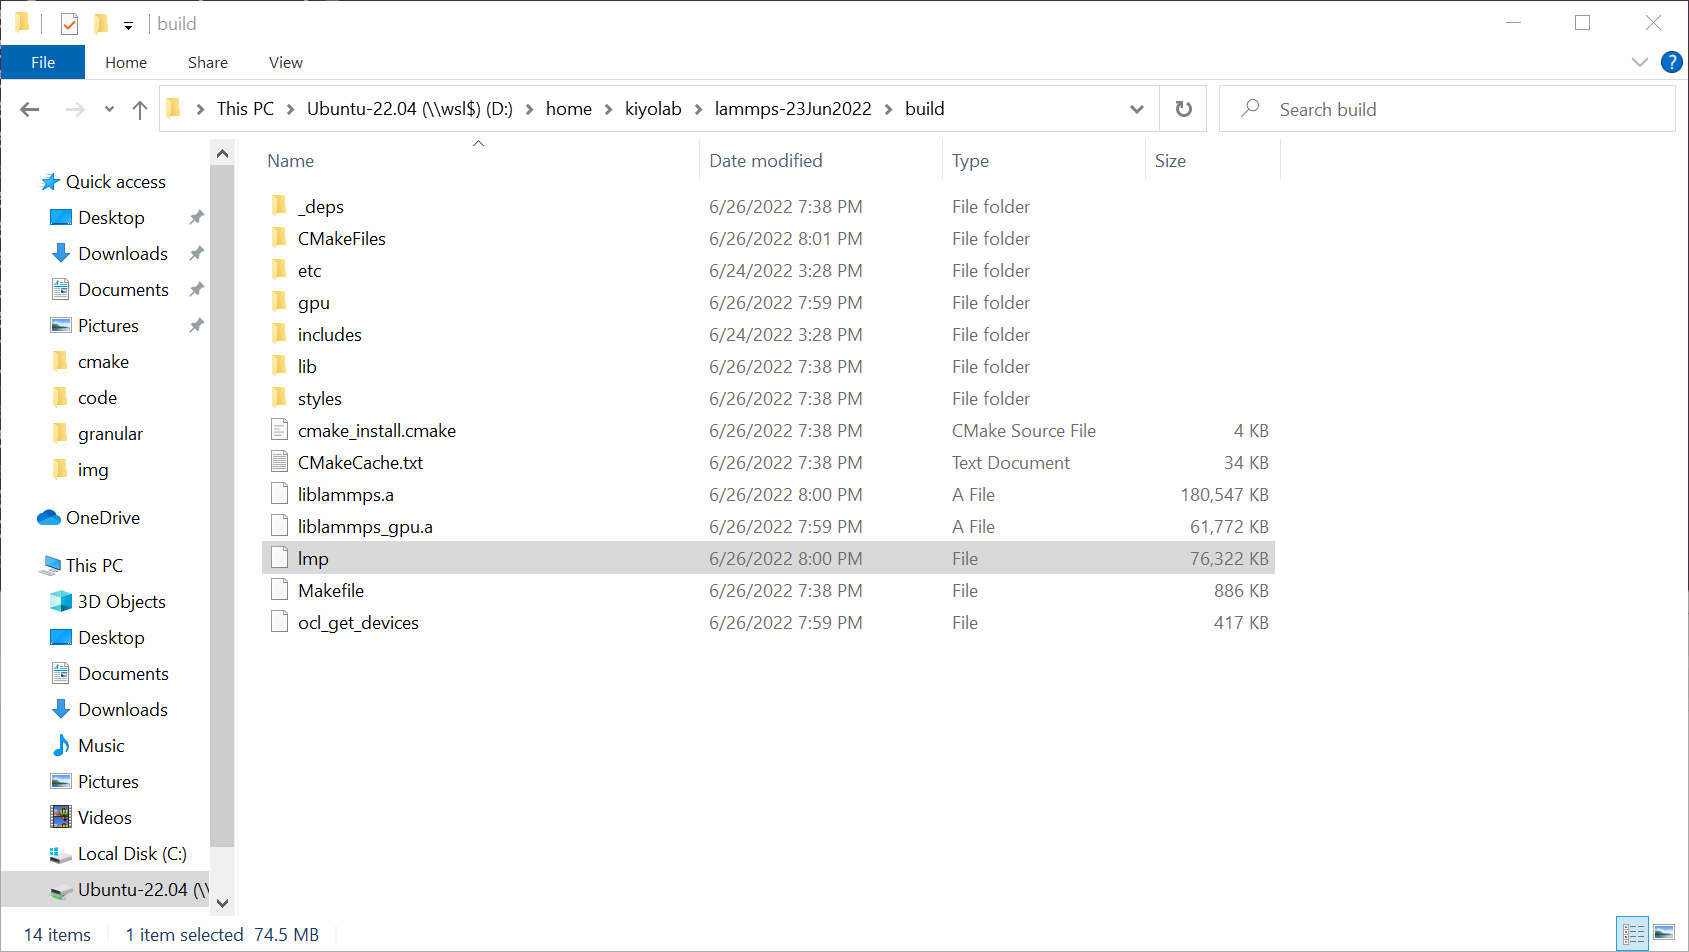 build
File Home Share View
This PC Ubuntu-22.04 (\\wsl$) (D:) home kiyolab lammps-23Jun2022 build Search build
Name Date modified Type Size
Quick access
Desktop
Downloads
Documents
Pictures
cmake
code
granular
img
OneDrive
This PC
3D Objects
Desktop
Documents
Downloads
Music
Pictures
Videos
Local Disk (C:)
Ubuntu-22.04 (\\
_deps 6/26/2022 7:38 PM File folder
CMakeFiles 6/26/2022 8:01 PM File folder
etc 6/24/2022 3:28 PM File folder
gpu 6/26/2022 7:59 PM File folder
includes 6/24/2022 3:28 PM File folder
lib 6/26/2022 7:38 PM File folder
styles 6/26/2022 7:38 PM File folder
cmake_install.cmake 6/26/2022 7:38 PM CMake Source File 4 KB
CMakeCache.txt 6/26/2022 7:38 PM Text Document 34 KB
liblammps.a 6/26/2022 8:00 PM A File 180,547 KB
liblammps_gpu.a 6/26/2022 7:59 PM A File 61,772 KB
lmp 6/26/2022 8:00 PM File 76,322 KB
Makefile 6/26/2022 7:38 PM File 886 KB
ocl_get_devices 6/26/2022 7:59 PM File 417 KB
14 items 1 item selected 74.5 MB